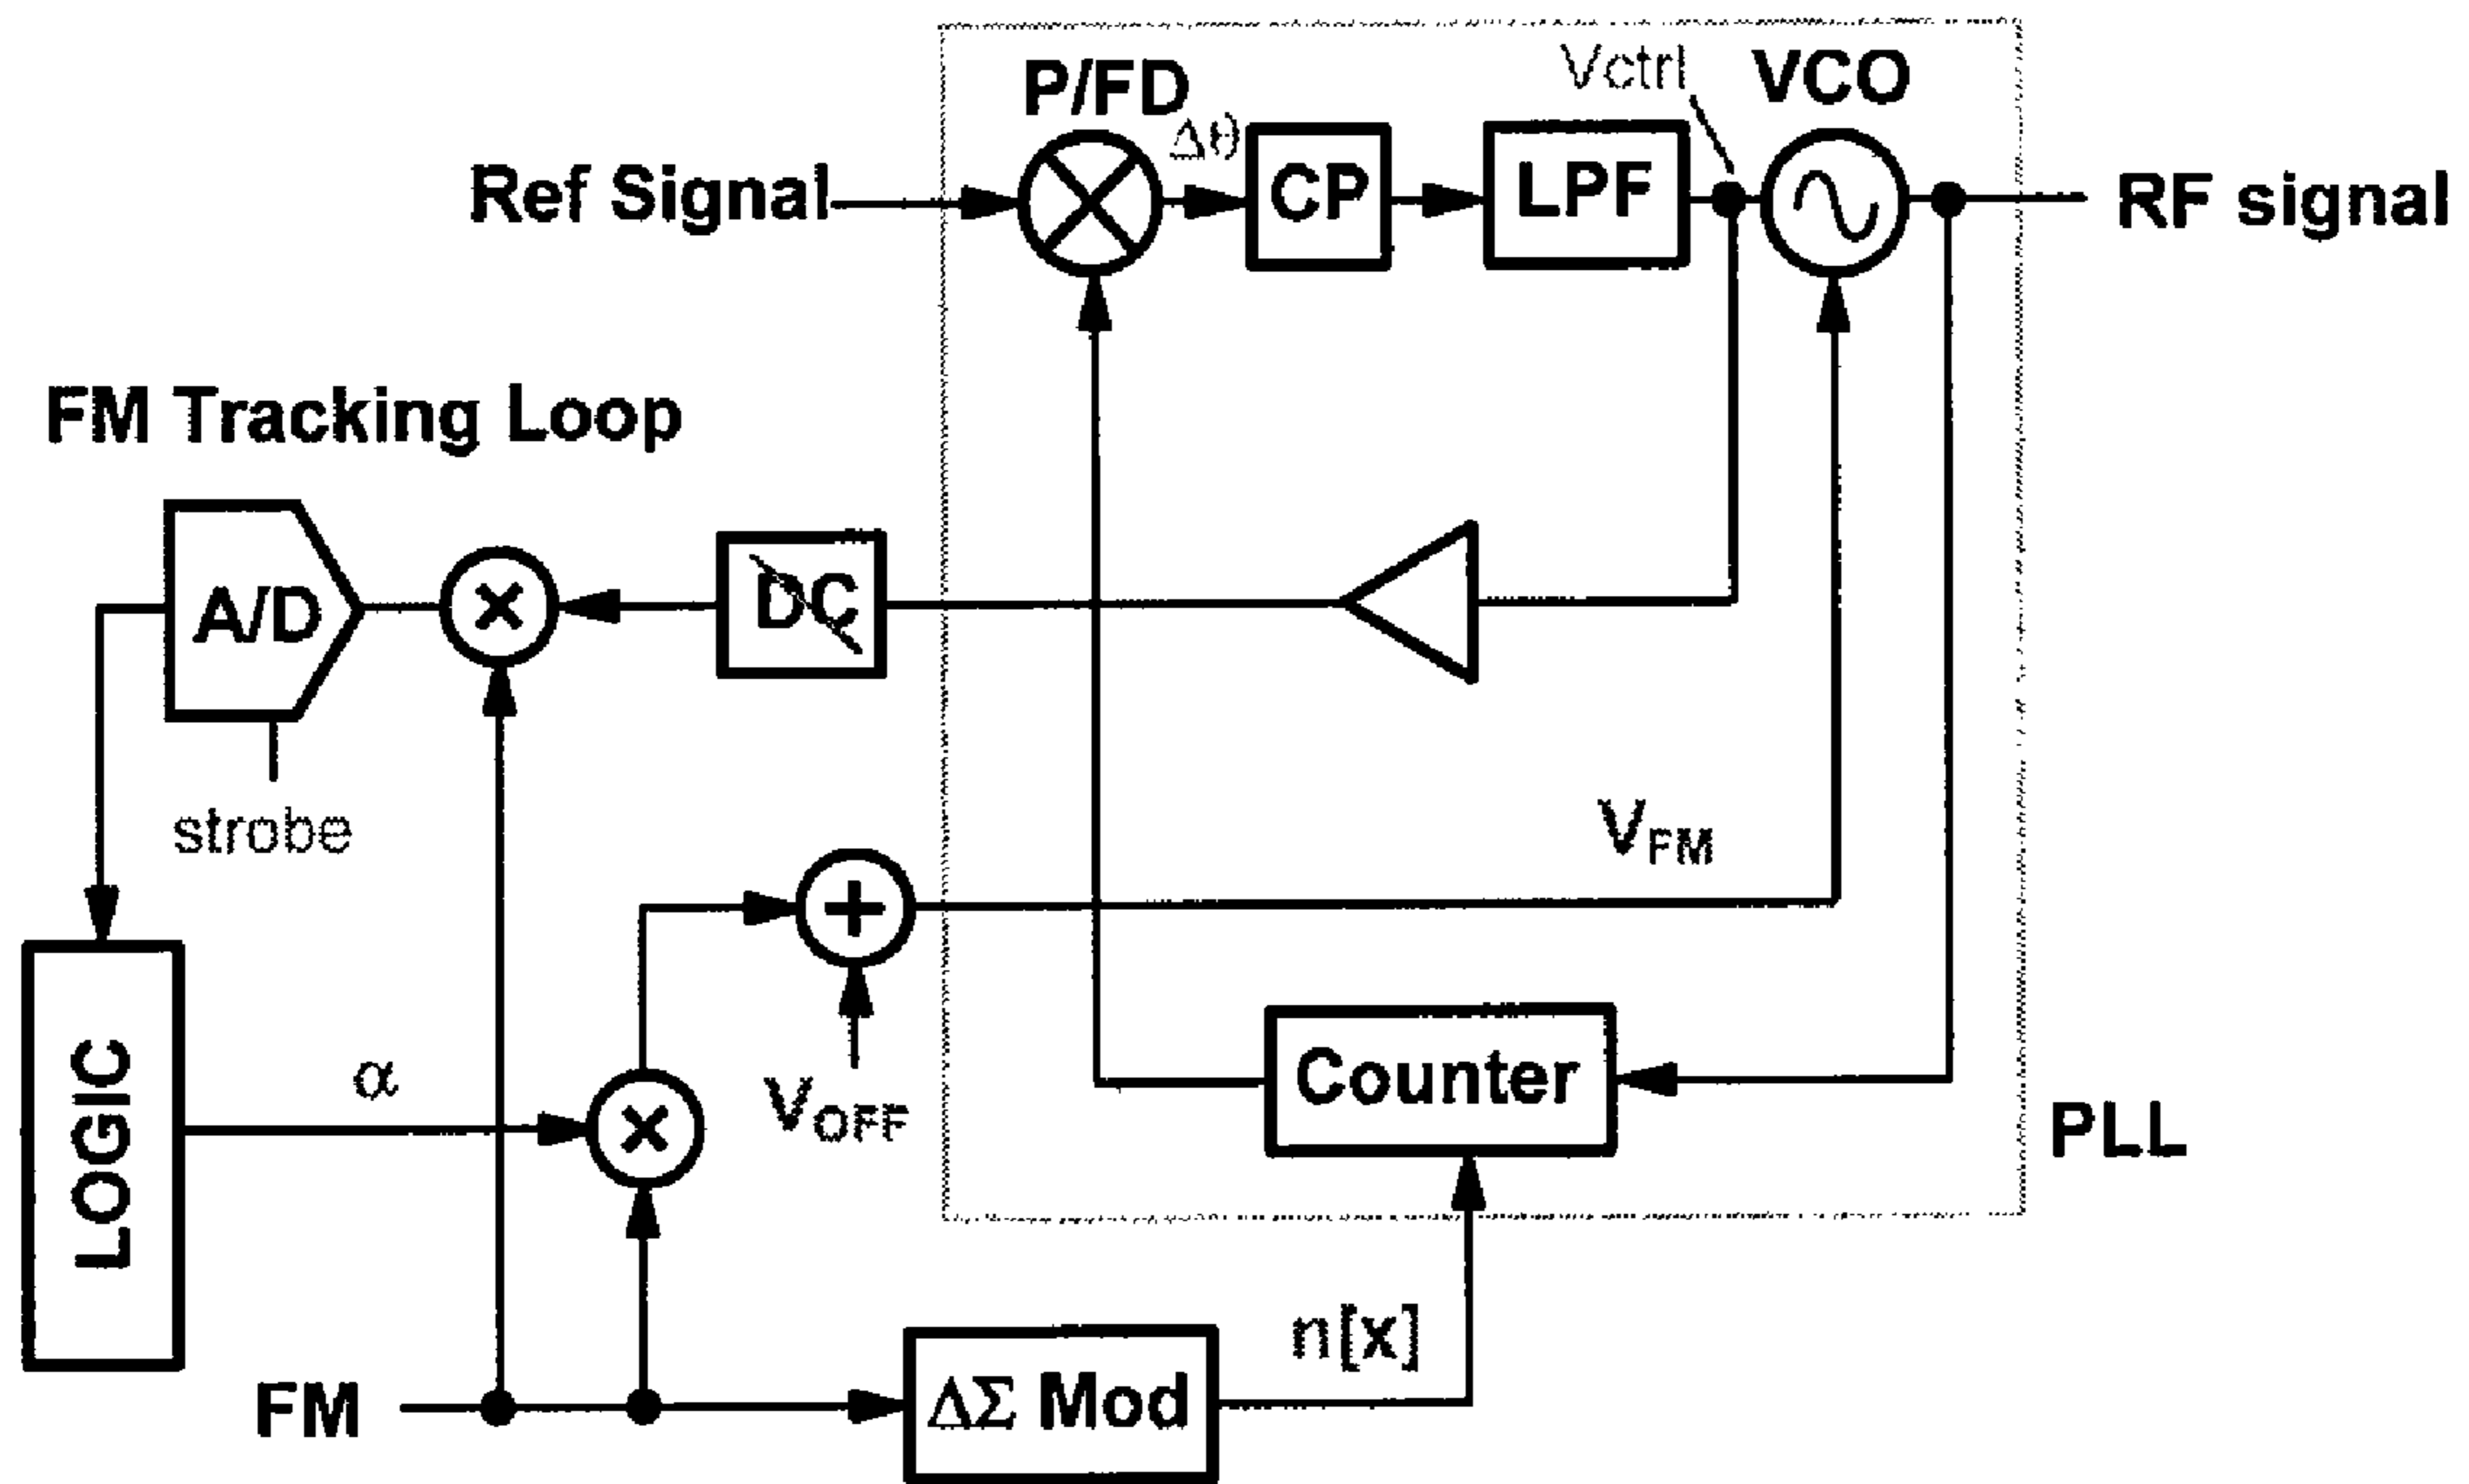 P/FD
Δθ
Vctrl
VCO
Ref Signal
CP
LPF
RF signal
FM Tracking Loop
A/D
×
DC
strobe
VFM
+
LOGIC
α
×
VOFF
Counter
PLL
n[x]
FM
ΔΣ Mod